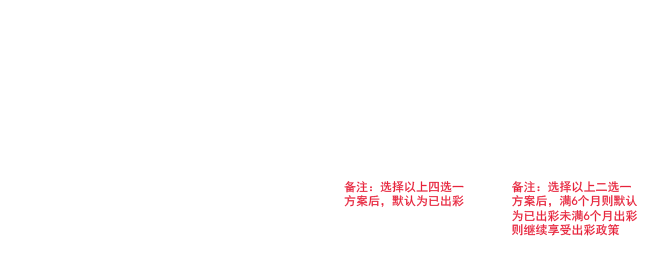 备注：选择以上四选一
方案后，默认为已出彩
备注：选择以上二选一
方案后，满6个月则默认
为已出彩未满6个月出彩
则继续享受出彩政策